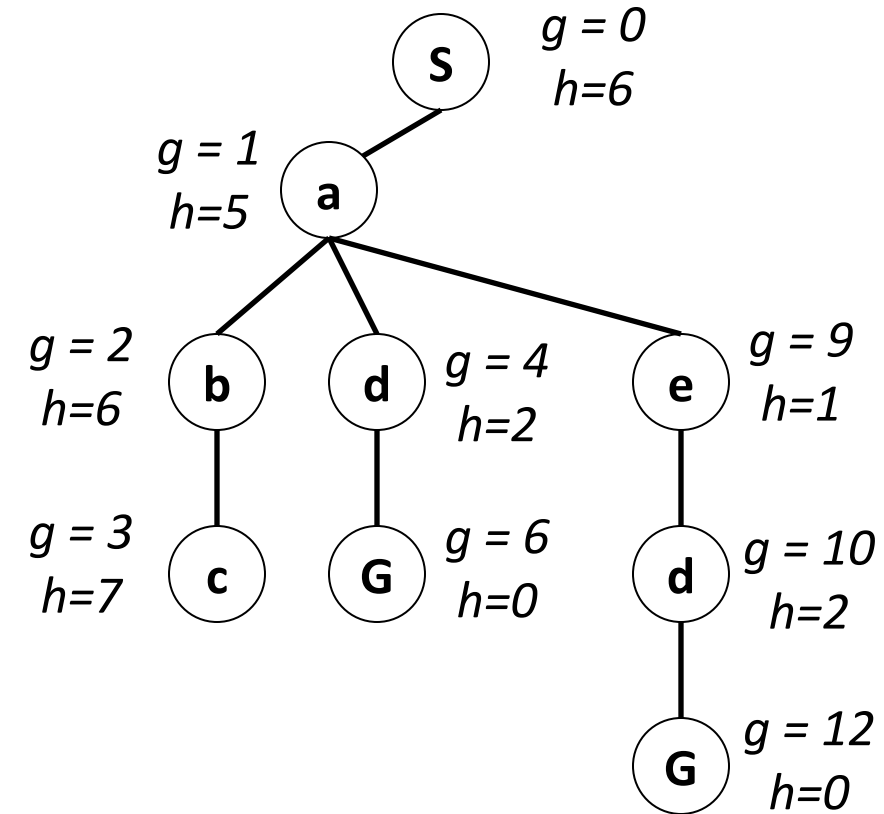 S
g = 0
h=6
g = 1
h=5
a
g = 2
h=6
b
d
g = 4
h=2
e
g = 9
h=1
g = 3
h=7
c
G
g = 6
h=0
d
g = 10
h=2
G
g = 12
h=0